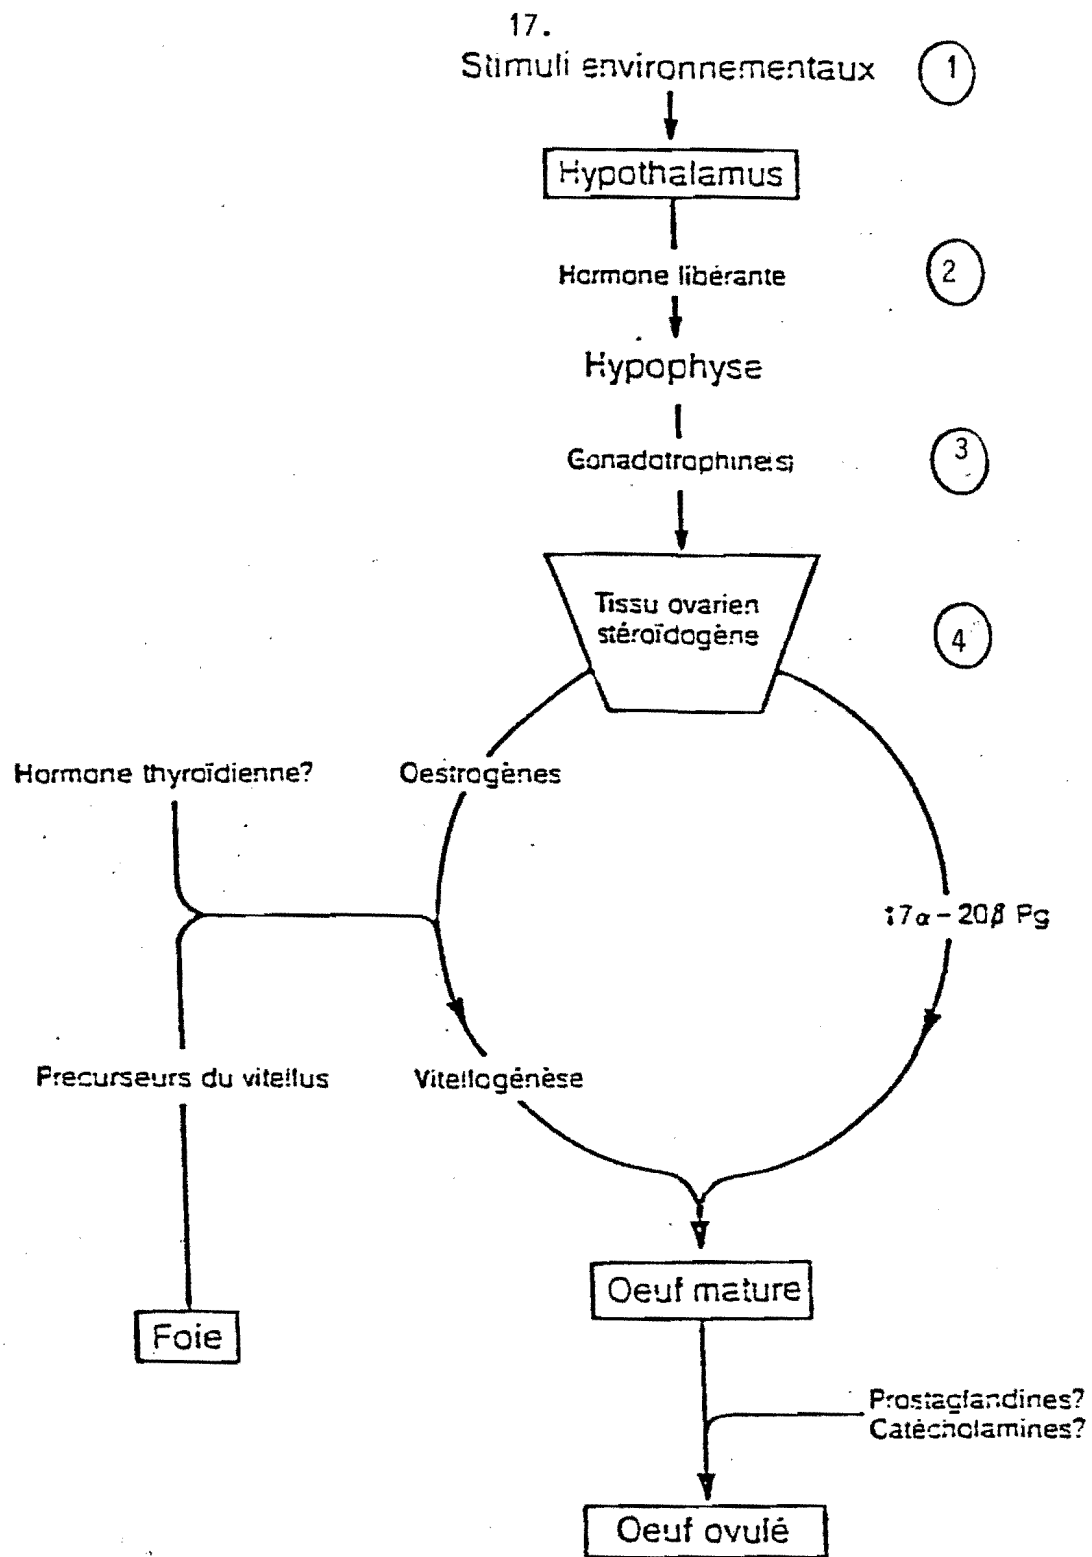 17.
Stimuli environnementaux
1
Hypothalamus
Hormone libérante
2
Hypophyse
Gonadotrophine(s)
3
Tissu ovarien
stéroïdogène
4
Hormone thyroïdienne?
Oestrogènes
17α-20β Pg
Precurseurs du vitellus
Vitellogénèse
Oeuf mature
Foie
Prostaglandines?
Catécholamines?
Oeuf ovulé